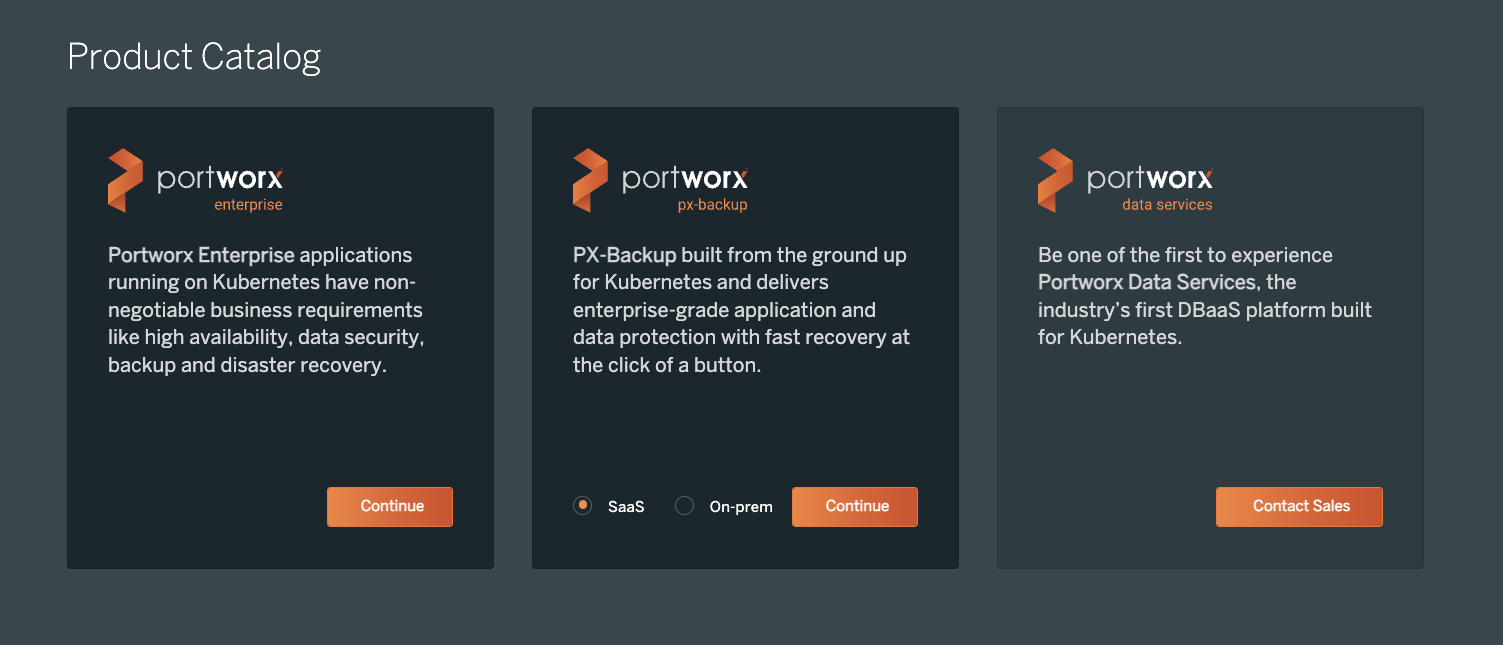 Product Catalog
portworx
enterprise
Portworx Enterprise applications
running on Kubernetes have non-
negotiable business requirements
like high availability, data security,
backup and disaster recovery.
Continue
portworx
px-backup
PX-Backup built from the ground up
for Kubernetes and delivers
enterprise-grade application and
data protection with fast recovery at
the click of a button.
SaaS On-prem Continue
portworx
data services
Be one of the first to experience
Portworx Data Services, the
industry’s first DBaaS platform built
for Kubernetes.
Contact Sales